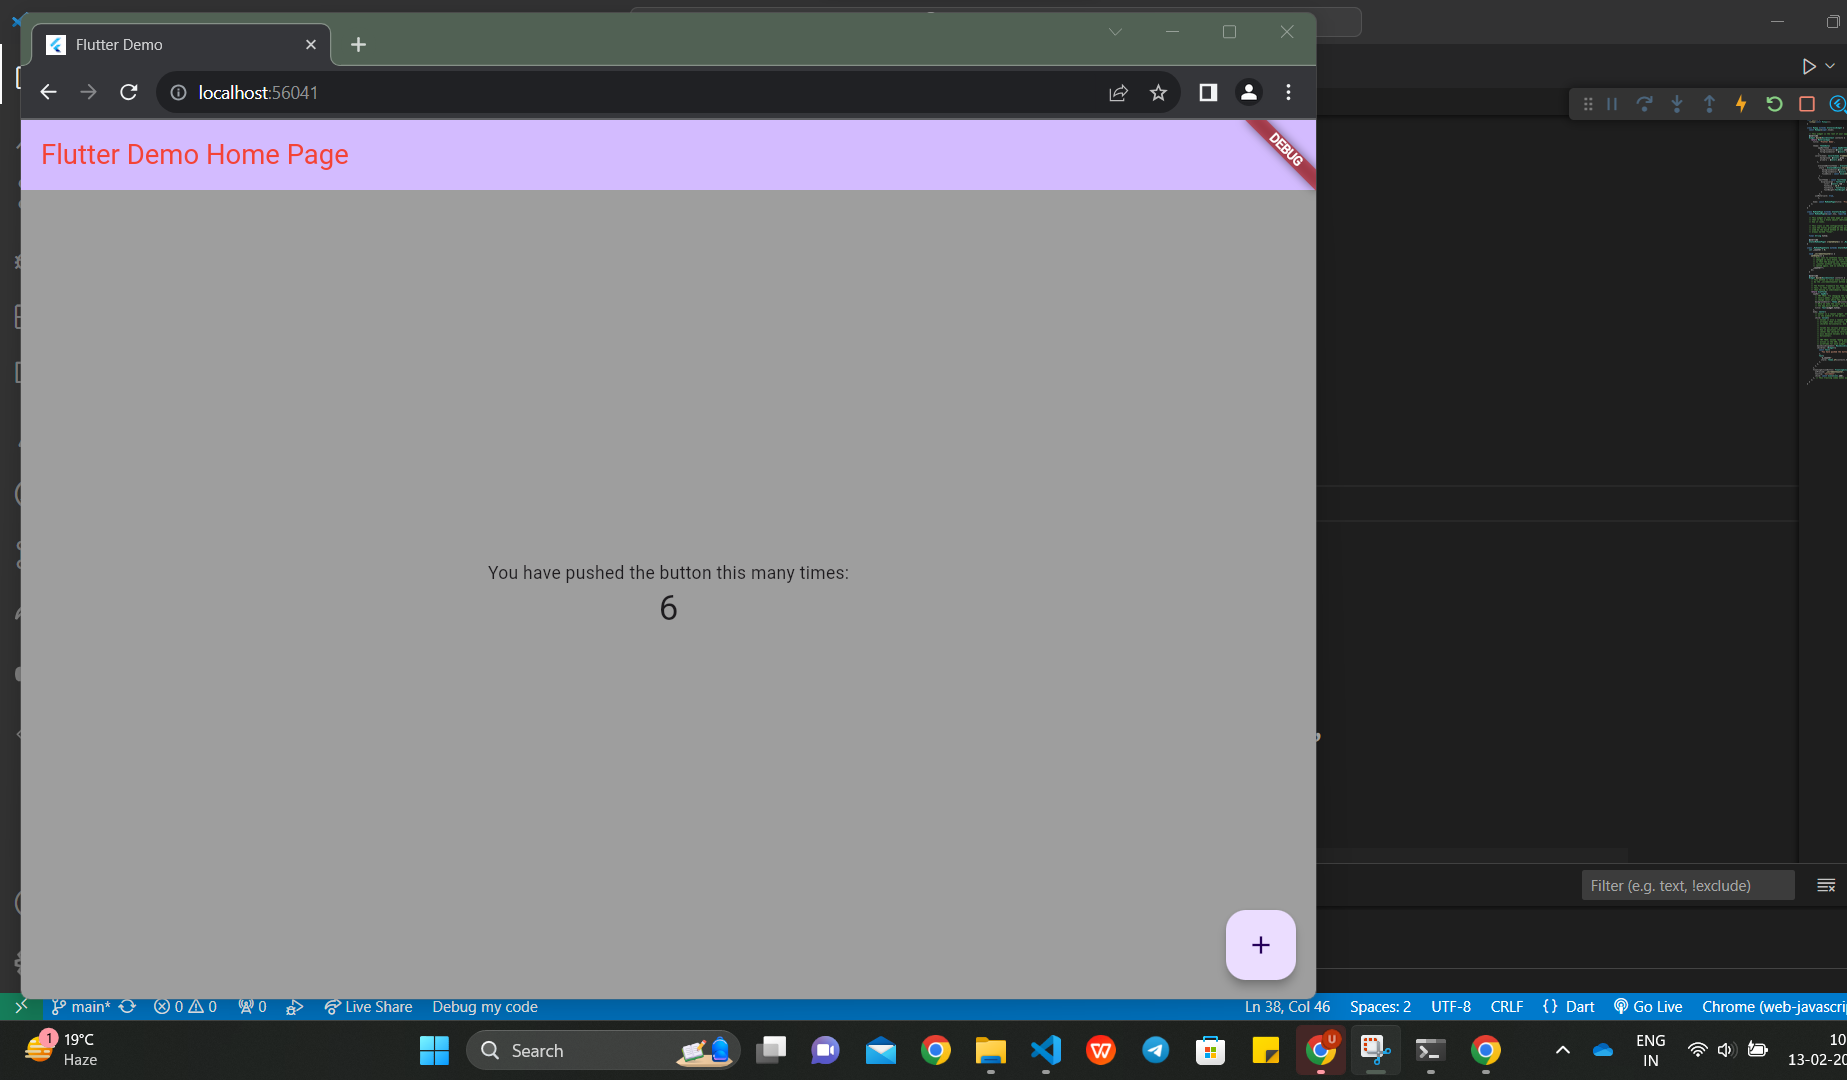 Flutter Demo
localhost:56041
Flutter Demo Home Page
DEBUG
You have pushed the button this many times:
6
+
Filter (e.g. text, !exclude)
main*
0
0
0
Live Share
Debug my code
Ln 38, Col 46
Spaces: 2
UTF-8
CRLF
{} Dart
Go Live
Chrome (web-javascri
1
19°C
Haze
Search
U
ENG
IN
10
13-02-20